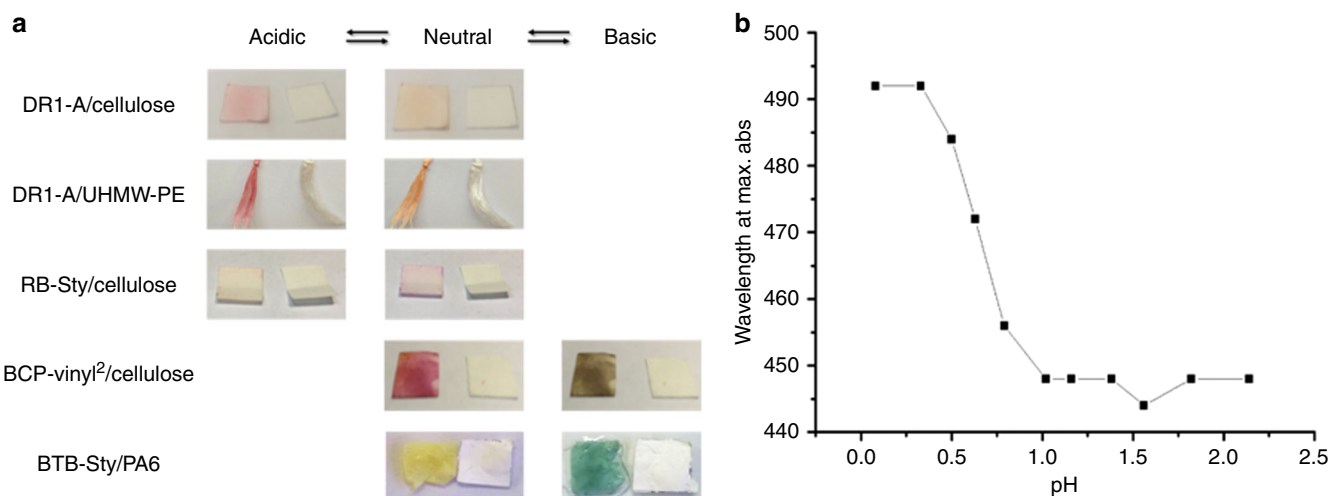 a
Acidic Neutral Basic
DR1-A/cellulose
DR1-A/UHMW-PE
RB-Sty/cellulose
BCP-vinyl²/cellulose
BTB-Sty/PA6
b
500
490
480
470
460
450
440
0.0 0.5 1.0 1.5 2.0 2.5
pH
Wavelength at max. abs